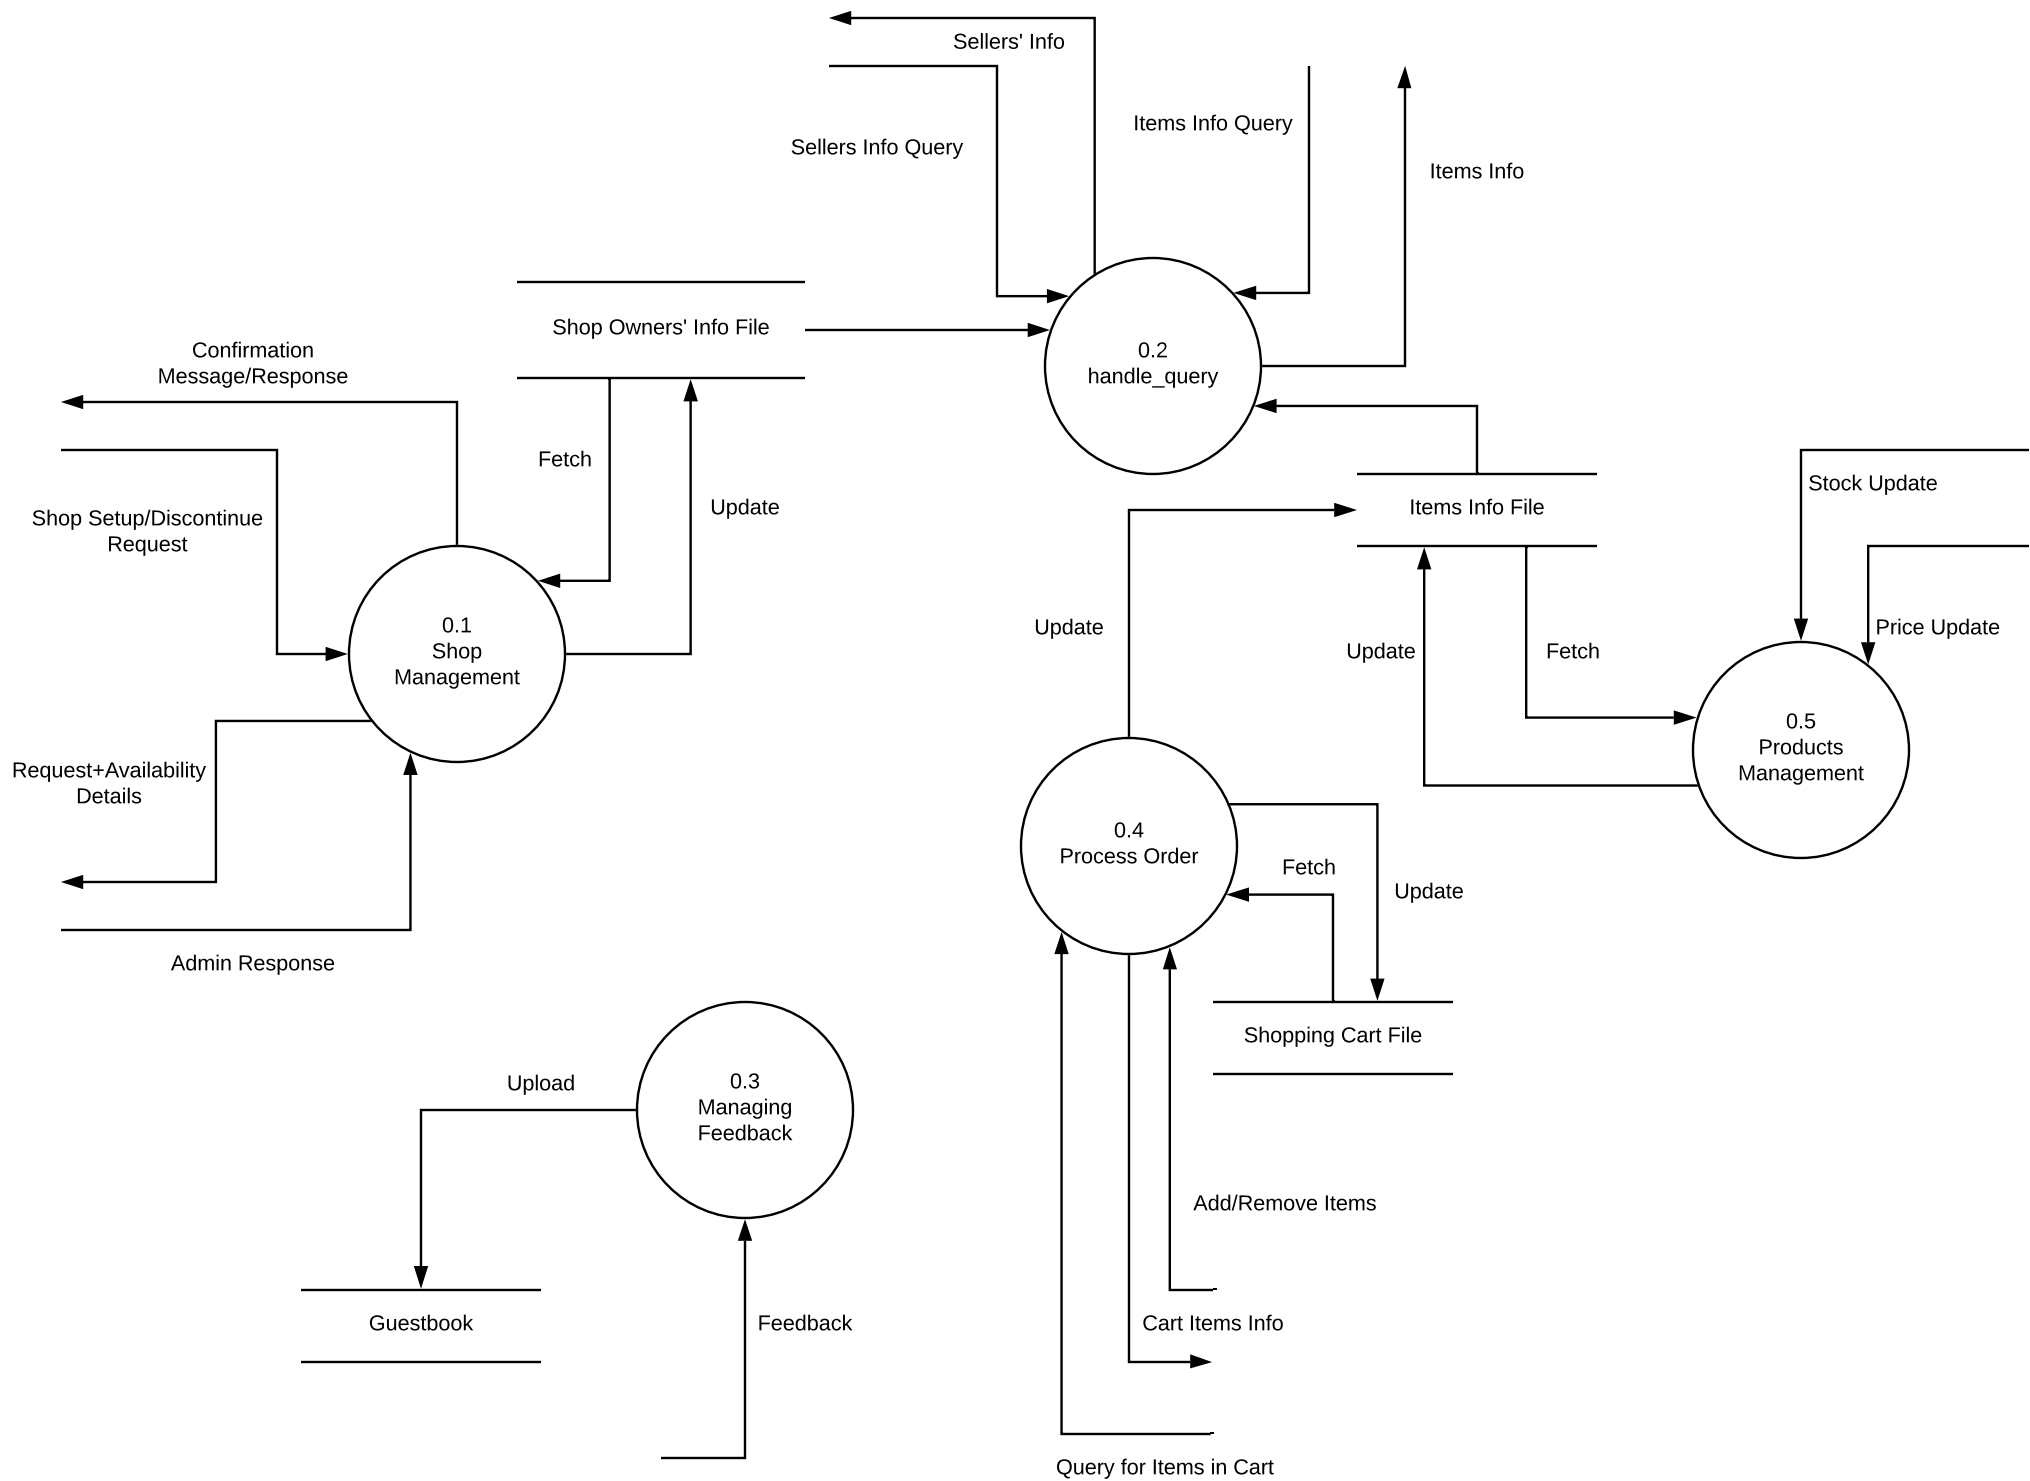 Sellers' Info
Items Info Query
Sellers Info Query
Items Info
Shop Owners' Info File
0.2
handle_query
Confirmation
Message/Response
Fetch
Update
Items Info File
Stock Update
Shop Setup/Discontinue
Request
0.1
Shop
Management
Update
Update
Fetch
Price Update
0.5
Products
Management
Request+Availability
Details
0.4
Process Order
Fetch
Update
Admin Response
Shopping Cart File
Upload
0.3
Managing
Feedback
Add/Remove Items
Guestbook
Feedback
Cart Items Info
Query for Items in Cart